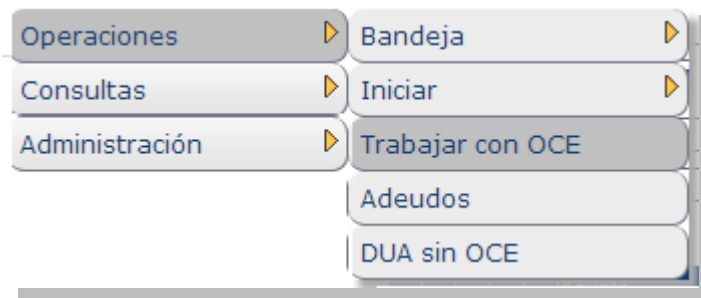 Operaciones
Consultas
Administración
Bandeja
Iniciar
Trabajar con OCE
Adeudos
DUA sin OCE